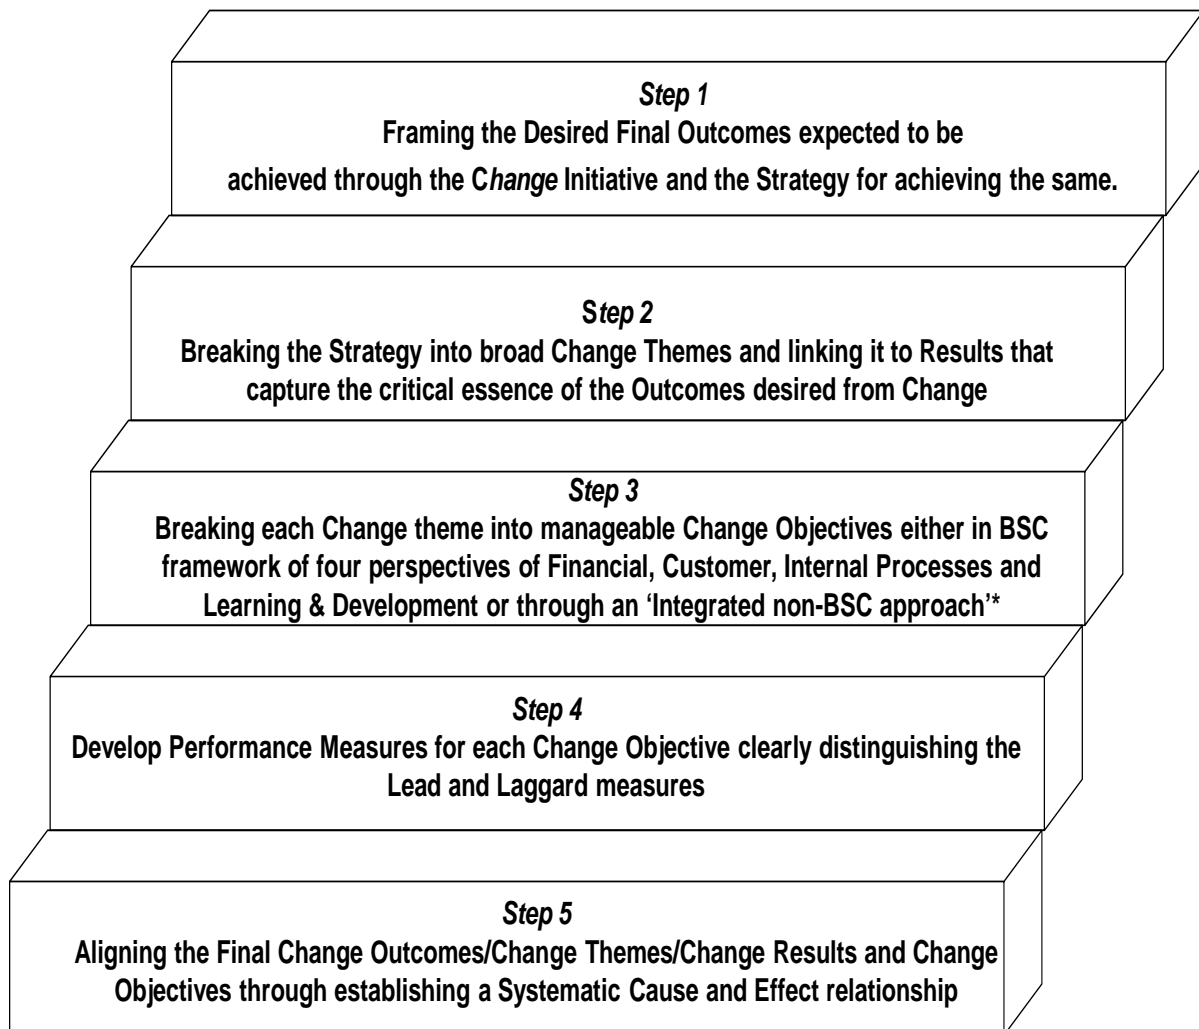 Step 1
Framing the Desired Final Outcomes expected to be
achieved through the Change Initiative and the Strategy for achieving the same.
Step 2
Breaking the Strategy into broad Change Themes and linking it to Results that
capture the critical essence of the Outcomes desired from Change
Step 3
Breaking each Change theme into manageable Change Objectives either in BSC
framework of four perspectives of Financial, Customer, Internal Processes and
Learning & Development or through an ‘Integrated non-BSC approach’*
Step 4
Develop Performance Measures for each Change Objective clearly distinguishing the
Lead and Laggard measures
Step 5
Aligning the Final Change Outcomes/Change Themes/Change Results and Change
Objectives through establishing a Systematic Cause and Effect relationship